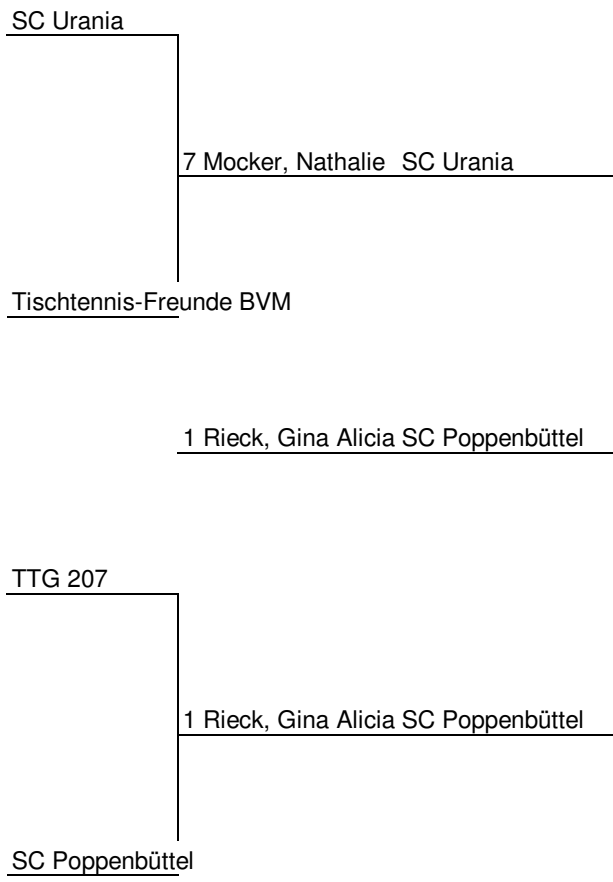 SC Urania
7 Mocker, Nathalie SC Urania
Tischtennis-Freunde BVM
1 Rieck, Gina Alicia SC Poppenbüttel
TTG 207
1 Rieck, Gina Alicia SC Poppenbüttel
SC Poppenbüttel